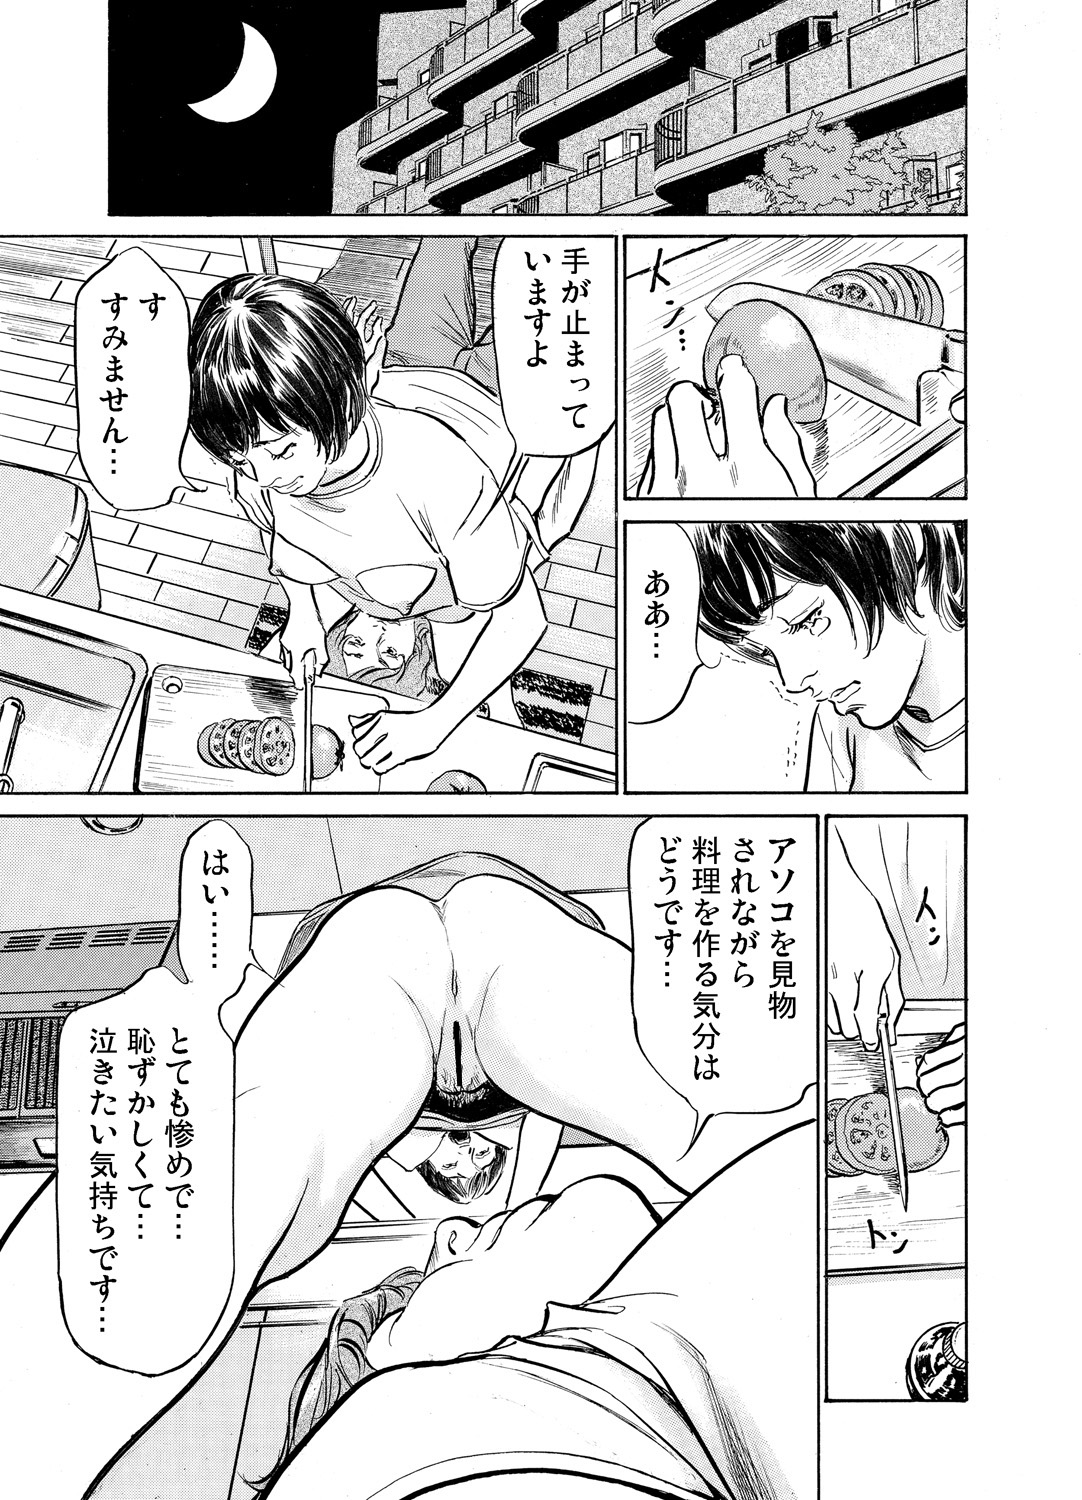 トン…
手が止まって
いますよ
す
すみません…
ああ…
トン
トン
アソコを見物
されながら
料理を作る気分は
どうです…
はい……
とても惨めで…
恥ずかしくて…
泣きたい気持ちです…